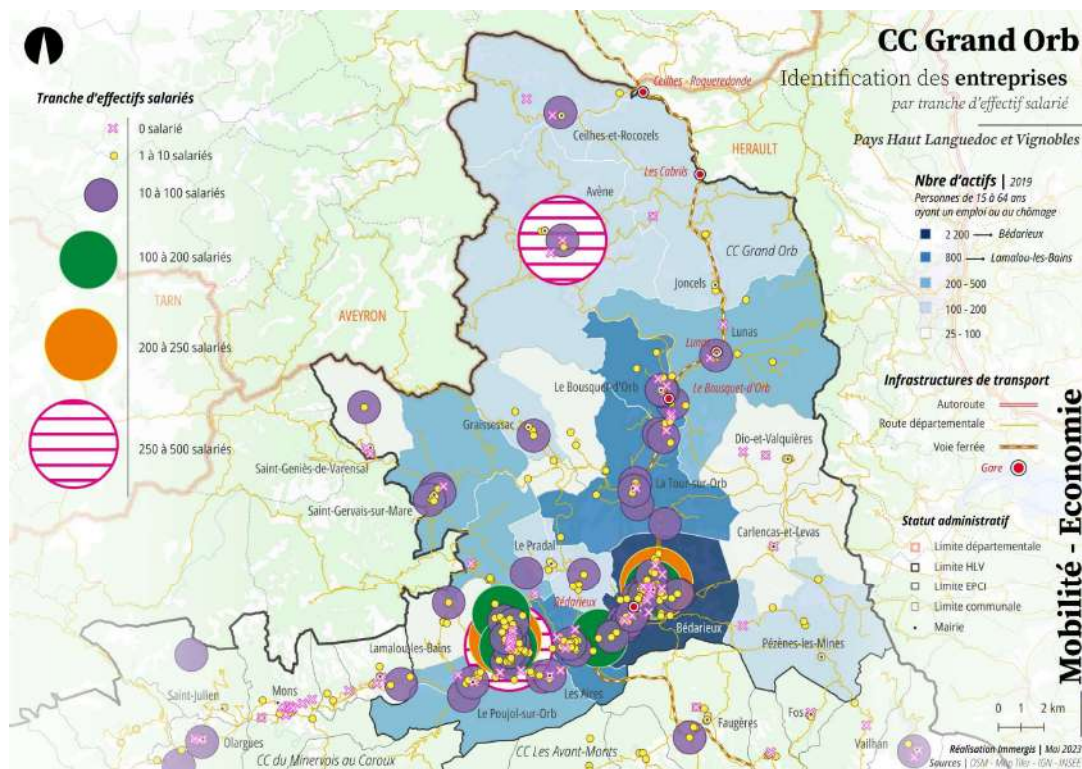 CC Grand Orb
Identification des entreprises
par tranche d'effectif salarié
Pays Haut Languedoc et Vignobles
Tranche d'effectifs salariés
0 salarié
1 à 10 salariés
10 à 100 salariés
100 à 200 salariés
200 à 250 salariés
250 à 500 salariés
Nbre d'actifs | 2019
Personnes de 15 à 64 ans
ayant un emploi ou au chômage
2 200 → Bédarieux
800 → Lamalou-les-Bains
200 - 500
100 - 200
25 - 100
Infrastructures de transport
Autoroute
Route départementale
Voie ferrée
Gare
Statut administratif
Limite départementale
Limite HLV
Limite EPCI
Limite communale
Mairie
Mobilité - Economie
0 1 2 km
Réalisation Immergis | Mai 2023
Sources | OSM - Map Tiler - IGN - INSEE
TARN
AVEYRON
HERAULT
Ceilhes - Roqueredonde
Ceilhes-et-Rocozels
Les Cabrils
Avène
CC Grand Orb
Joncels
Lunas
Lunas
Le Bousquet-d'Orb
Le Bousquet-d'Orb
Graissessac
Dio-et-Valquières
Saint-Geniès-de-Varensal
La Tour-sur-Orb
Saint-Gervais-sur-Mare
Carlencas-et-Levas
Le Pradal
Bédarieux
Bédarieux
Pézènes-les-Mines
Lamalou-les-Bains
Les Aires
Le Poujol-sur-Orb
Saint-Julien
Mons
Olargues
CC du Minervois au Caroux
CC Les Avant-Monts
Faugères
Fos
Vailhan